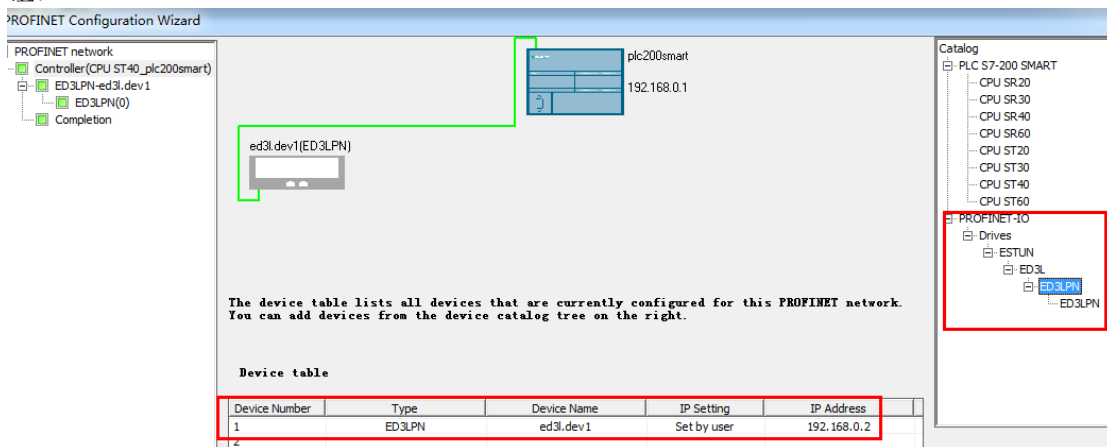 PROFINET Configuration Wizard
PROFINET network
Controller(CPU ST40_plc200smart)
ED3LPN-ed3l.dev1
ED3LPN(0)
Completion
plc200smart
192.168.0.1
ed3l.dev1(ED3LPN)
The device table lists all devices that are currently configured for this PROFINET network.
You can add devices from the device catalog tree on the right.
Device table
Device Number Type Device Name IP Setting IP Address
1 ED3LPN ed3l.dev1 Set by user 192.168.0.2
2
Catalog
PLC S7-200 SMART
CPU SR20
CPU SR30
CPU SR40
CPU SR60
CPU ST20
CPU ST30
CPU ST40
CPU ST60
PROFINET-IO
Drives
ESTUN
ED3L
ED3LPN
ED3LPN